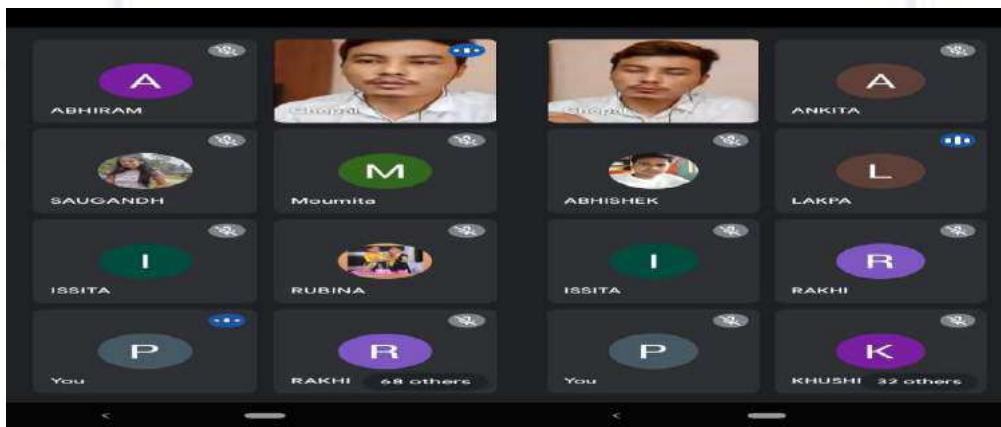 A
ABHIRAM
A
ANKITA
SAUGANDH
M
Moumita
ABHISHEK
L
LAKPA
I
ISSITA
RUBINA
I
ISSITA
R
RAKHI
P
You
R
RAKHI 68 others
P
You
K
KHUSHI 32 others